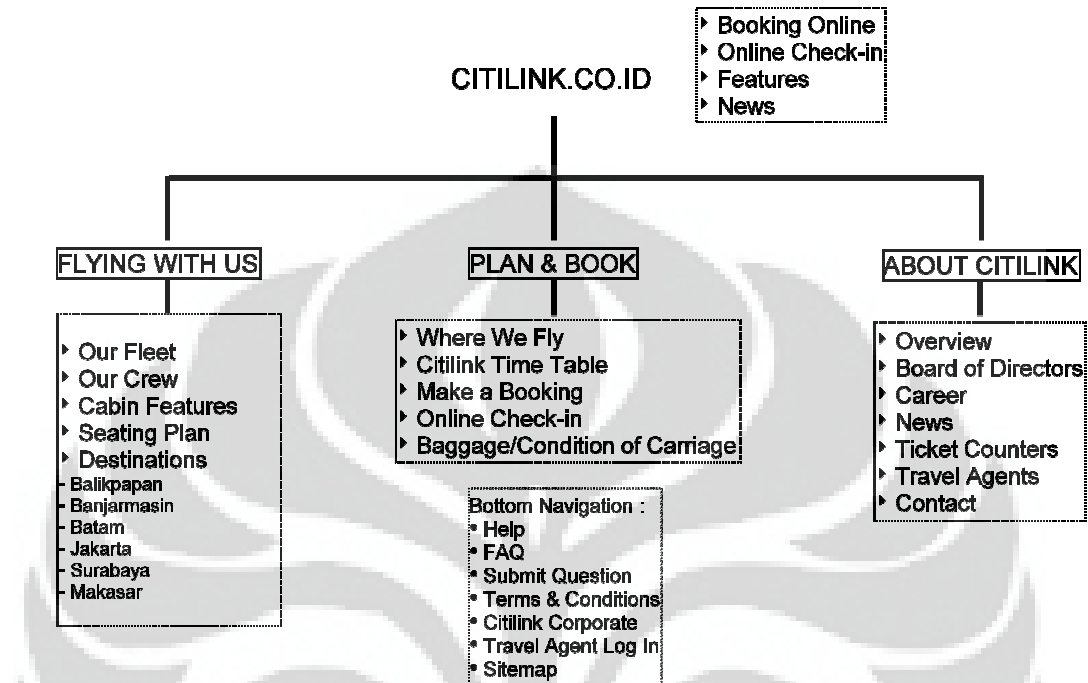 CITILINK.CO.ID
Booking Online
Online Check-in
Features
News
FLYING WITH US
Our Fleet
Our Crew
Cabin Features
Seating Plan
Destinations
- Balikpapan
- Banjarmasin
- Batam
- Jakarta
- Surabaya
- Makasar
PLAN & BOOK
Where We Fly
Citilink Time Table
Make a Booking
Online Check-in
Baggage/Condition of Carriage
Bottom Navigation :
• Help
• FAQ
• Submit Question
• Terms & Conditions
• Citilink Corporate
• Travel Agent Log In
• Sitemap
ABOUT CITILINK
Overview
Board of Directors
Career
News
Ticket Counters
Travel Agents
Contact